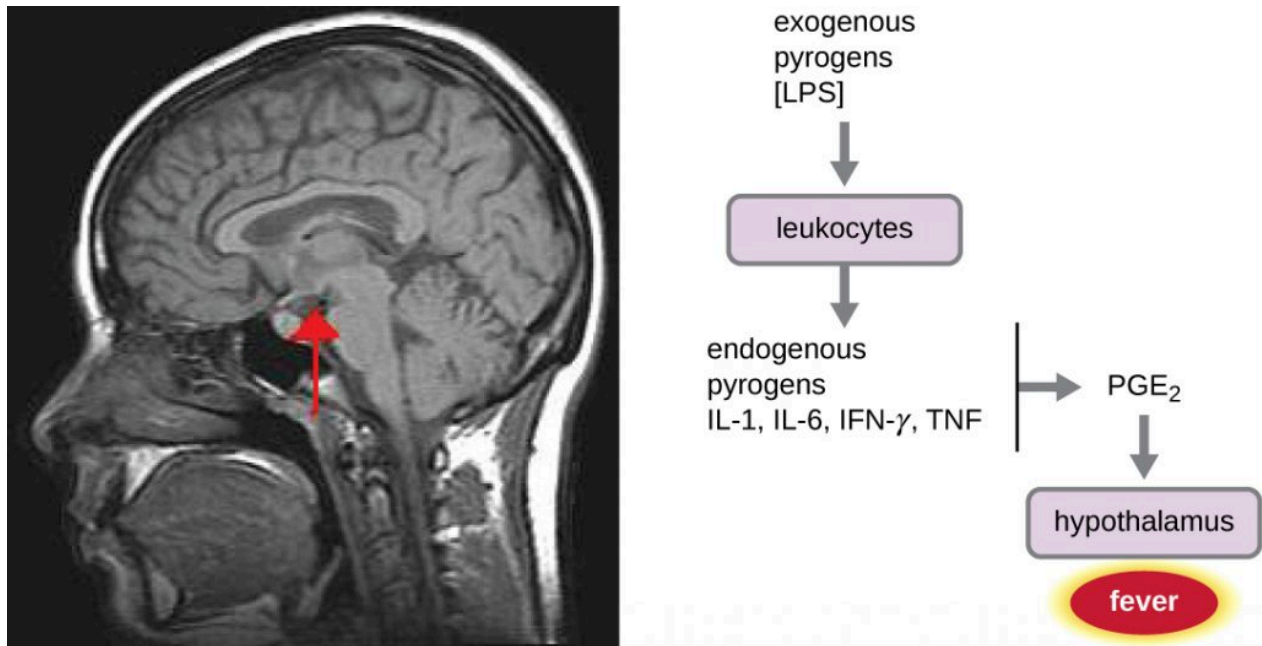 exogenous
pyrogens
[LPS]
leukocytes
endogenous
pyrogens
IL-1, IL-6, IFN-γ, TNF
PGE₂
hypothalamus
fever